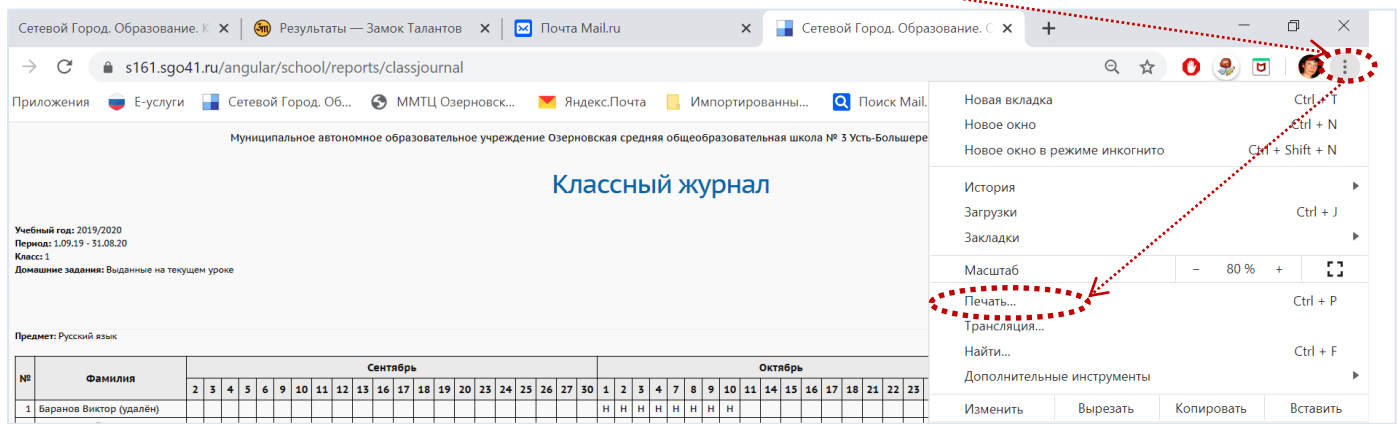 Сетевой Город. Образование. К
Результаты — Замок Талантов
Почта Mail.ru
Сетевой Город. Образование. О
s161.sgo41.ru/angular/school/reports/classjournal
Приложения Е-услуги Сетевой Город. Об... ММТЦ Озерновск... Яндекс.Почта Импортированны... Поиск Mail.
Муниципальное автономное образовательное учреждение Озерновская средняя общеобразовательная школа № 3 Усть-Большере
Классный журнал
Учебный год: 2019/2020
Период: 1.09.19 - 31.08.20
Класс: 1
Домашние задания: Выданные на текущем уроке
Предмет: Русский язык
№ Фамилия Сентябрь Октябрь
2 3 4 5 6 9 10 11 12 13 16 17 18 19 20 23 24 25 26 27 30 1 2 3 4 7 8 9 10 11 14 15 16 17 18 21 22 23
1 Баранов Виктор (удалён) Н Н Н Н Н Н Н Н
Новая вкладка Ctrl + T
Новое окно Ctrl + N
Новое окно в режиме инкогнито Ctrl + Shift + N
История
Загрузки Ctrl + J
Закладки
Масштаб - 80 % +
Печать... Ctrl + P
Трансляция...
Найти... Ctrl + F
Дополнительные инструменты
Изменить Вырезать Копировать Вставить